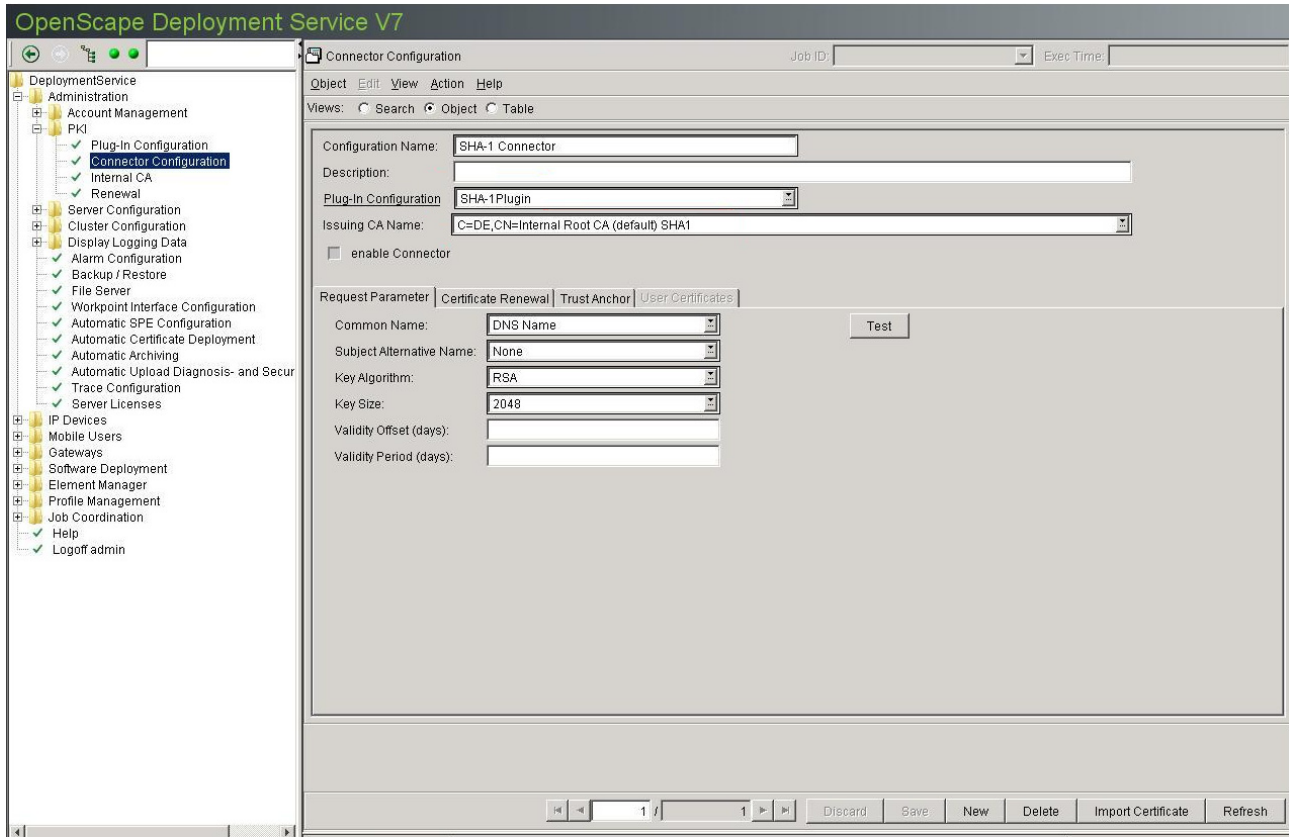 OpenScape Deployment Service V7
DeploymentService
Administration
Account Management
PKI
Plug-In Configuration
Connector Configuration
Internal CA
Renewal
Server Configuration
Cluster Configuration
Display Logging Data
Alarm Configuration
Backup / Restore
File Server
Workpoint Interface Configuration
Automatic SPE Configuration
Automatic Certificate Deployment
Automatic Archiving
Automatic Upload Diagnosis- and Secur
Trace Configuration
Server Licenses
IP Devices
Mobile Users
Gateways
Software Deployment
Element Manager
Profile Management
Job Coordination
Help
Logoff admin
Connector Configuration Job ID: Exec Time:
Object Edit View Action Help
Views: Search Object Table
Configuration Name: SHA-1 Connector
Description:
Plug-In Configuration SHA-1Plugin
Issuing CA Name: C=DE,CN=Internal Root CA (default) SHA1
enable Connector
Request Parameter Certificate Renewal Trust Anchor User Certificates
Common Name: DNS Name Test
Subject Alternative Name: None
Key Algorithm: RSA
Key Size: 2048
Validity Offset (days):
Validity Period (days):
1 / 1 Discard Save New Delete Import Certificate Refresh